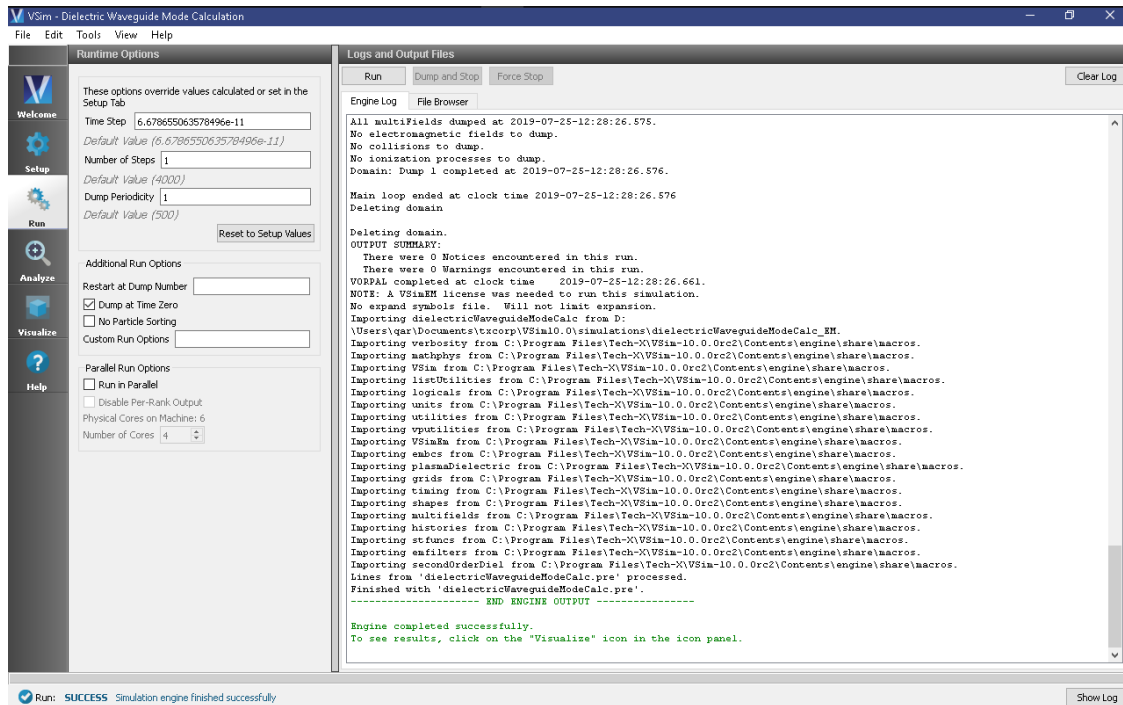 VSim - Dielectric Waveguide Mode Calculation
File Edit Tools View Help
Welcome
Setup
Run
Analyze
Visualize
Help
Runtime Options
These options override values calculated or set in the
Setup Tab
Time Step 6.678655063578496e-11
Default Value (6.678655063578496e-11)
Number of Steps 1
Default Value (4000)
Dump Periodicity 1
Default Value (500)
Reset to Setup Values
Additional Run Options
Restart at Dump Number
Dump at Time Zero
No Particle Sorting
Custom Run Options
Parallel Run Options
Run in Parallel
Disable Per-Rank Output
Physical Cores on Machine: 6
Number of Cores 4
Logs and Output Files
Run Dump and Stop Force Stop Clear Log
Engine Log File Browser
All multiFields dumped at 2019-07-25-12:28:26.575.
No electromagnetic fields to dump.
No collisions to dump.
No ionization processes to dump.
Domain: Dump 1 completed at 2019-07-25-12:28:26.576.
Main loop ended at clock time 2019-07-25-12:28:26.576
Deleting domain
Deleting domain.
OUTPUT SUMMARY:
There were 0 Notices encountered in this run.
There were 0 Warnings encountered in this run.
VORPAL completed at clock time 2019-07-25-12:28:26.661.
NOTE: A VSimEM license was needed to run this simulation.
No expand symbols file. Will not limit expansion.
Importing dielectricWaveguideModeCalc from D:
\Users\qar\Documents\txcorp\VSim10.0\simulations\dielectricWaveguideModeCalc_EM.
Importing verbosity from C:\Program Files\Tech-X\VSim-10.0.0rc2\Contents\engine\share\macros.
Importing mathphys from C:\Program Files\Tech-X\VSim-10.0.0rc2\Contents\engine\share\macros.
Importing VSim from C:\Program Files\Tech-X\VSim-10.0.0rc2\Contents\engine\share\macros.
Importing listUtilities from C:\Program Files\Tech-X\VSim-10.0.0rc2\Contents\engine\share\macros.
Importing logicals from C:\Program Files\Tech-X\VSim-10.0.0rc2\Contents\engine\share\macros.
Importing units from C:\Program Files\Tech-X\VSim-10.0.0rc2\Contents\engine\share\macros.
Importing utilities from C:\Program Files\Tech-X\VSim-10.0.0rc2\Contents\engine\share\macros.
Importing vputilities from C:\Program Files\Tech-X\VSim-10.0.0rc2\Contents\engine\share\macros.
Importing VSimEm from C:\Program Files\Tech-X\VSim-10.0.0rc2\Contents\engine\share\macros.
Importing embcs from C:\Program Files\Tech-X\VSim-10.0.0rc2\Contents\engine\share\macros.
Importing plasmaDielectric from C:\Program Files\Tech-X\VSim-10.0.0rc2\Contents\engine\share\macros.
Importing grids from C:\Program Files\Tech-X\VSim-10.0.0rc2\Contents\engine\share\macros.
Importing timing from C:\Program Files\Tech-X\VSim-10.0.0rc2\Contents\engine\share\macros.
Importing shapes from C:\Program Files\Tech-X\VSim-10.0.0rc2\Contents\engine\share\macros.
Importing multifields from C:\Program Files\Tech-X\VSim-10.0.0rc2\Contents\engine\share\macros.
Importing histories from C:\Program Files\Tech-X\VSim-10.0.0rc2\Contents\engine\share\macros.
Importing stfuncs from C:\Program Files\Tech-X\VSim-10.0.0rc2\Contents\engine\share\macros.
Importing emfilters from C:\Program Files\Tech-X\VSim-10.0.0rc2\Contents\engine\share\macros.
Importing secondOrderDiel from C:\Program Files\Tech-X\VSim-10.0.0rc2\Contents\engine\share\macros.
Lines from 'dielectricWaveguideModeCalc.pre' processed.
Finished with 'dielectricWaveguideModeCalc.pre'.
--------------------- END ENGINE OUTPUT ----------------
Engine completed successfully.
To see results, click on the "Visualize" icon in the icon panel.
Run: SUCCESS Simulation engine finished successfully
Show Log